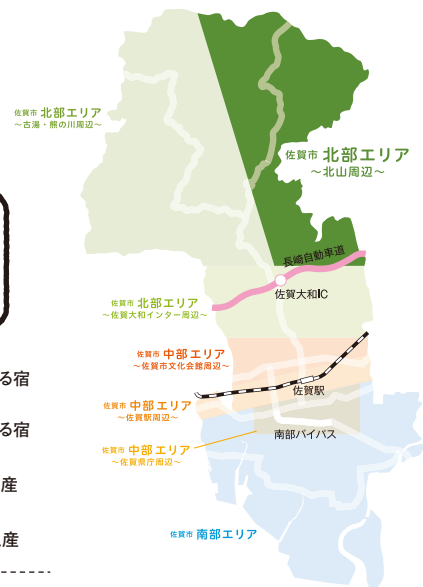 佐賀市 北部エリア
〜古湯・熊の川周辺〜
佐賀市 北部エリア
〜北山周辺〜
長崎自動車道
佐賀大和IC
佐賀市 北部エリア
〜佐賀大和インター周辺〜
佐賀市 中部エリア
〜佐賀市文化会館周辺〜
る宿
佐賀駅
佐賀市 中部エリア
〜佐賀駅周辺〜
る宿
南部バイパス
佐賀市 中部エリア
〜佐賀県庁周辺〜
産
佐賀市 南部エリア
産